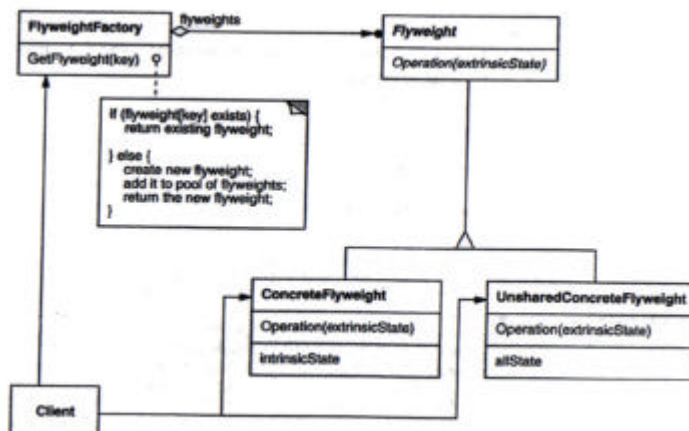 FlyweightFactory
GetFlyweight(key)
flyweights
Flyweight
Operation(extrinsicState)
if (flyweight[key] exists) {
return existing flyweight;
} else {
create new flyweight;
add it to pool of flyweights;
return the new flyweight;
}
ConcreteFlyweight
Operation(extrinsicState)
intrinsicState
UnsharedConcreteFlyweight
Operation(extrinsicState)
allState
Client